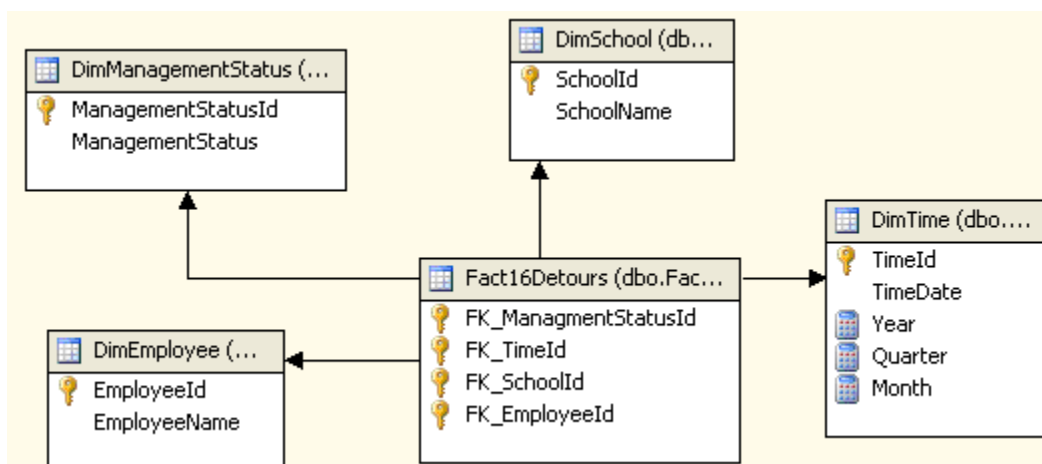 DimManagementStatus (...
ManagementStatusId
ManagementStatus
DimSchool (db...
SchoolId
SchoolName
DimTime (dbo....
TimeId
TimeDate
Year
Quarter
Month
Fact16Detours (dbo.Fac...
FK_ManagmentStatusId
FK_TimeId
FK_SchoolId
FK_EmployeeId
DimEmployee (...
EmployeeId
EmployeeName